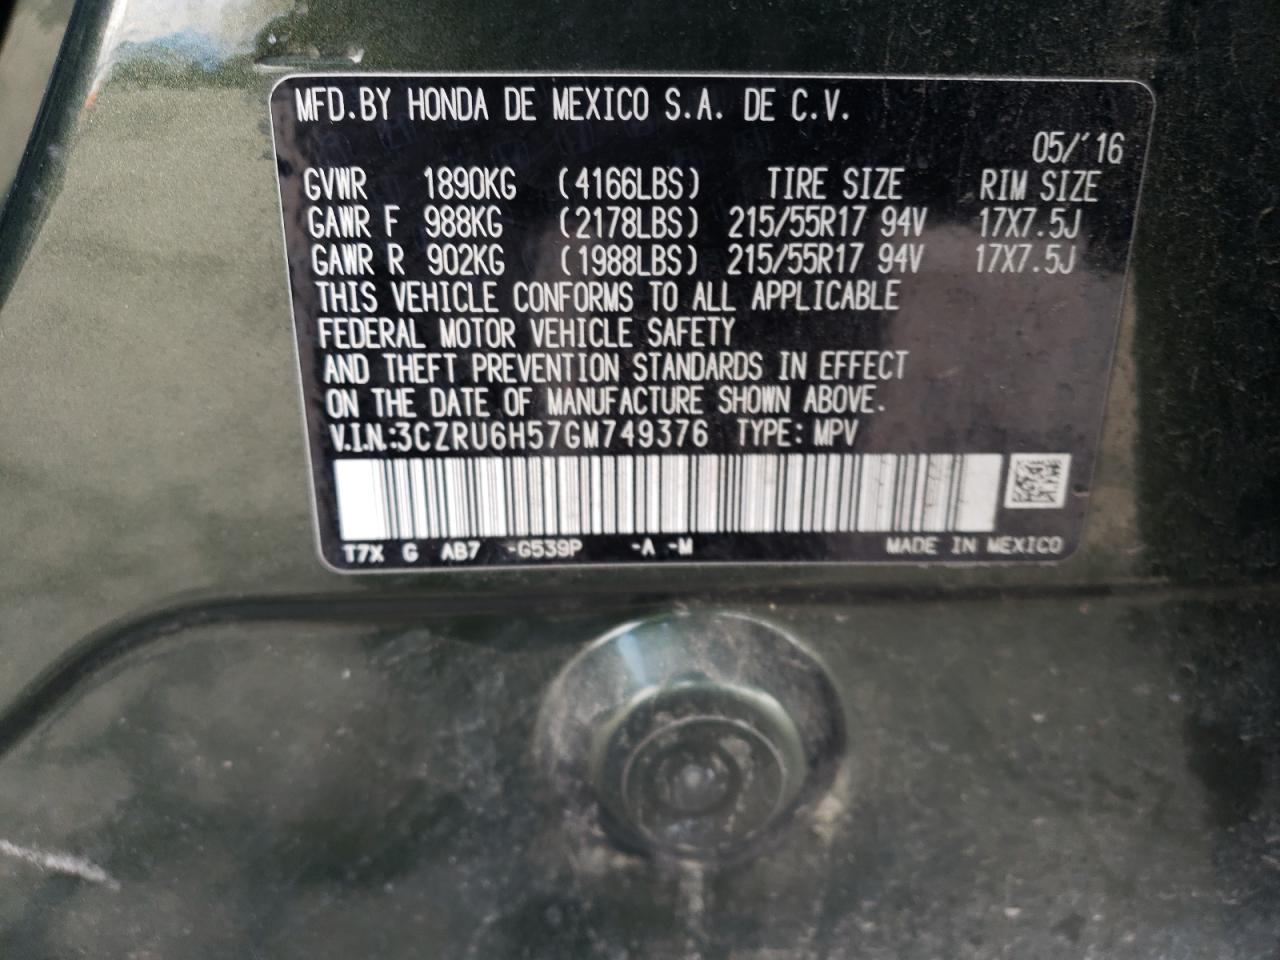 MFD.BY HONDA DE MEXICO S.A. DE C.V.
05/'16
GVWR 1890KG (4166LBS) TIRE SIZE RIM SIZE
GAWR F 988KG (2178LBS) 215/55R17 94V 17X7.5J
GAWR R 902KG (1988LBS) 215/55R17 94V 17X7.5J
THIS VEHICLE CONFORMS TO ALL APPLICABLE
FEDERAL MOTOR VEHICLE SAFETY
AND THEFT PREVENTION STANDARDS IN EFFECT
ON THE DATE OF MANUFACTURE SHOWN ABOVE.
V.I.N.:3CZRU6H57GM749376 TYPE: MPV
T7X G AB7 -G539P -A -M MADE IN MEXICO